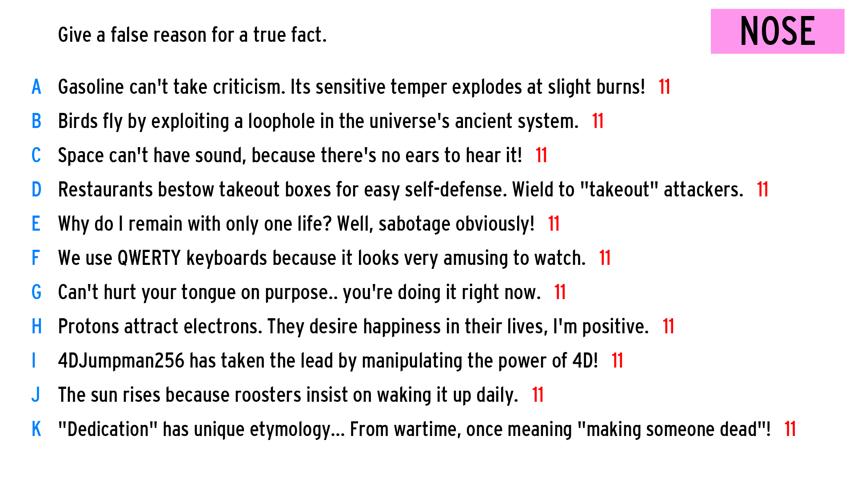 Give a false reason for a true fact.
NOSE
A Gasoline can't take criticism. Its sensitive temper explodes at slight burns! 11
B Birds fly by exploiting a loophole in the universe's ancient system. 11
C Space can't have sound, because there's no ears to hear it! 11
D Restaurants bestow takeout boxes for easy self-defense. Wield to "takeout" attackers. 11
E Why do I remain with only one life? Well, sabotage obviously! 11
F We use QWERTY keyboards because it looks very amusing to watch. 11
G Can't hurt your tongue on purpose.. you're doing it right now. 11
H Protons attract electrons. They desire happiness in their lives, I'm positive. 11
I 4DJumpman256 has taken the lead by manipulating the power of 4D! 11
J The sun rises because roosters insist on waking it up daily. 11
K "Dedication" has unique etymology... From wartime, once meaning "making someone dead"! 11